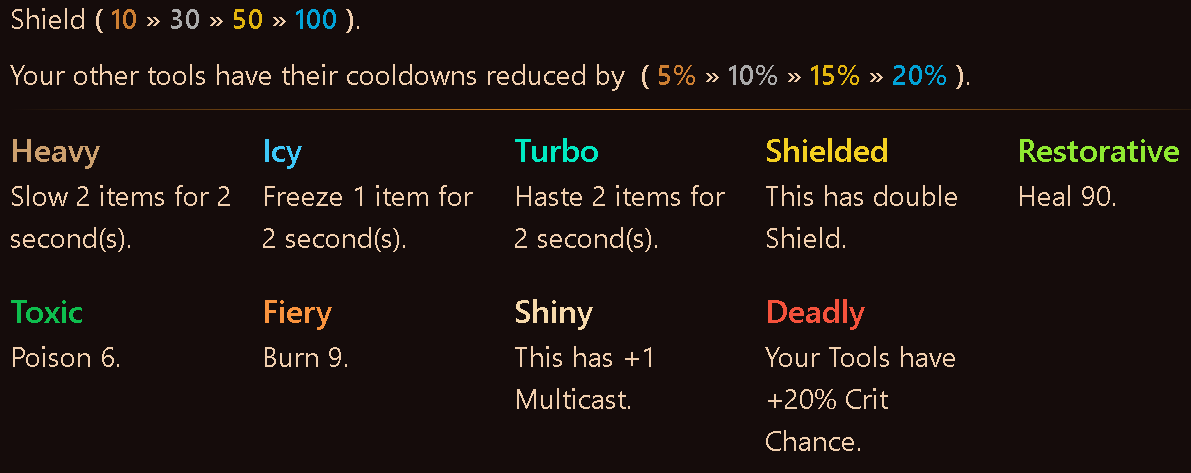 Shield ( 10 » 30 » 50 » 100 ).
Your other tools have their cooldowns reduced by ( 5% » 10% » 15% » 20% ).
Heavy
Slow 2 items for 2
second(s).
Icy
Freeze 1 item for
2 second(s).
Turbo
Haste 2 items for
2 second(s).
Shielded
This has double
Shield.
Restorative
Heal 90.
Toxic
Poison 6.
Fiery
Burn 9.
Shiny
This has +1
Multicast.
Deadly
Your Tools have
+20% Crit
Chance.